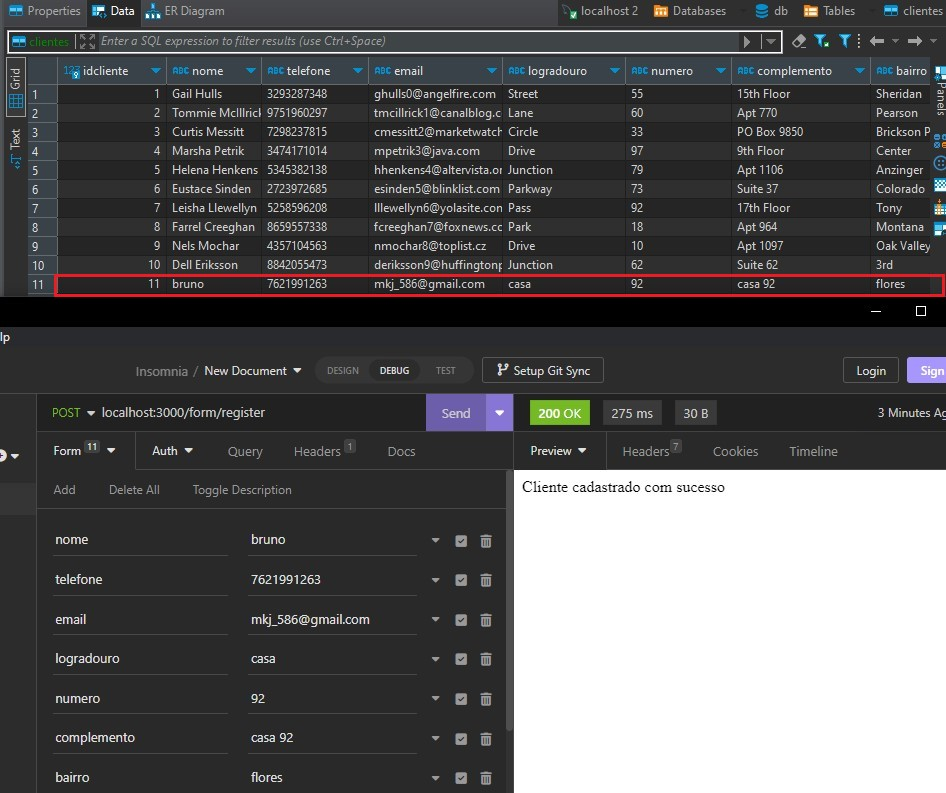 Properties Data ER Diagram localhost 2 Databases db Tables clientes
clientes Enter a SQL expression to filter results (use Ctrl+Space)
Grid
Text
Panels
123 idcliente ABC nome ABC telefone ABC email ABC logradouro ABC numero ABC complemento ABC bairro
1 1 Gail Hulls 3293287348 ghulls0@angelfire.com Street 55 15th Floor Sheridan
2 2 Tommie McIllrick 9751960297 tmcillrick1@canalblog.c Lane 60 Apt 770 Pearson
3 3 Curtis Messitt 7298237815 cmessitt2@marketwatch Circle 33 PO Box 9850 Brickson P
4 4 Marsha Petrik 3474171014 mpetrik3@java.com Drive 97 9th Floor Center
5 5 Helena Henkens 5345382138 hhenkens4@altervista.or Junction 79 Apt 1106 Anzinger
6 6 Eustace Sinden 2723972685 esinden5@blinklist.com Parkway 73 Suite 37 Colorado
7 7 Leisha Llewellyn 5258596208 lllewellyn6@yolasite.con Pass 92 17th Floor Tony
8 8 Farrel Creeghan 8659557338 fcreeghan7@foxnews.cc Park 18 Apt 964 Montana
9 9 Nels Mochar 4357104563 nmochar8@toplist.cz Drive 10 Apt 1097 Oak Valley
10 10 Dell Eriksson 8842055473 deriksson9@huffingtonp Junction 62 Suite 62 3rd
11 11 bruno 7621991263 mkj_586@gmail.com casa 92 casa 92 flores
lp
Insomnia / New Document DESIGN DEBUG TEST Setup Git Sync Login Sign
POST localhost:3000/form/register Send 200 OK 275 ms 30 B 3 Minutes Ag
Form 11 Auth Query Headers 1 Docs Preview Headers 7 Cookies Timeline
Add Delete All Toggle Description
Cliente cadastrado com sucesso
nome bruno
telefone 7621991263
email mkj_586@gmail.com
logradouro casa
numero 92
complemento casa 92
bairro flores